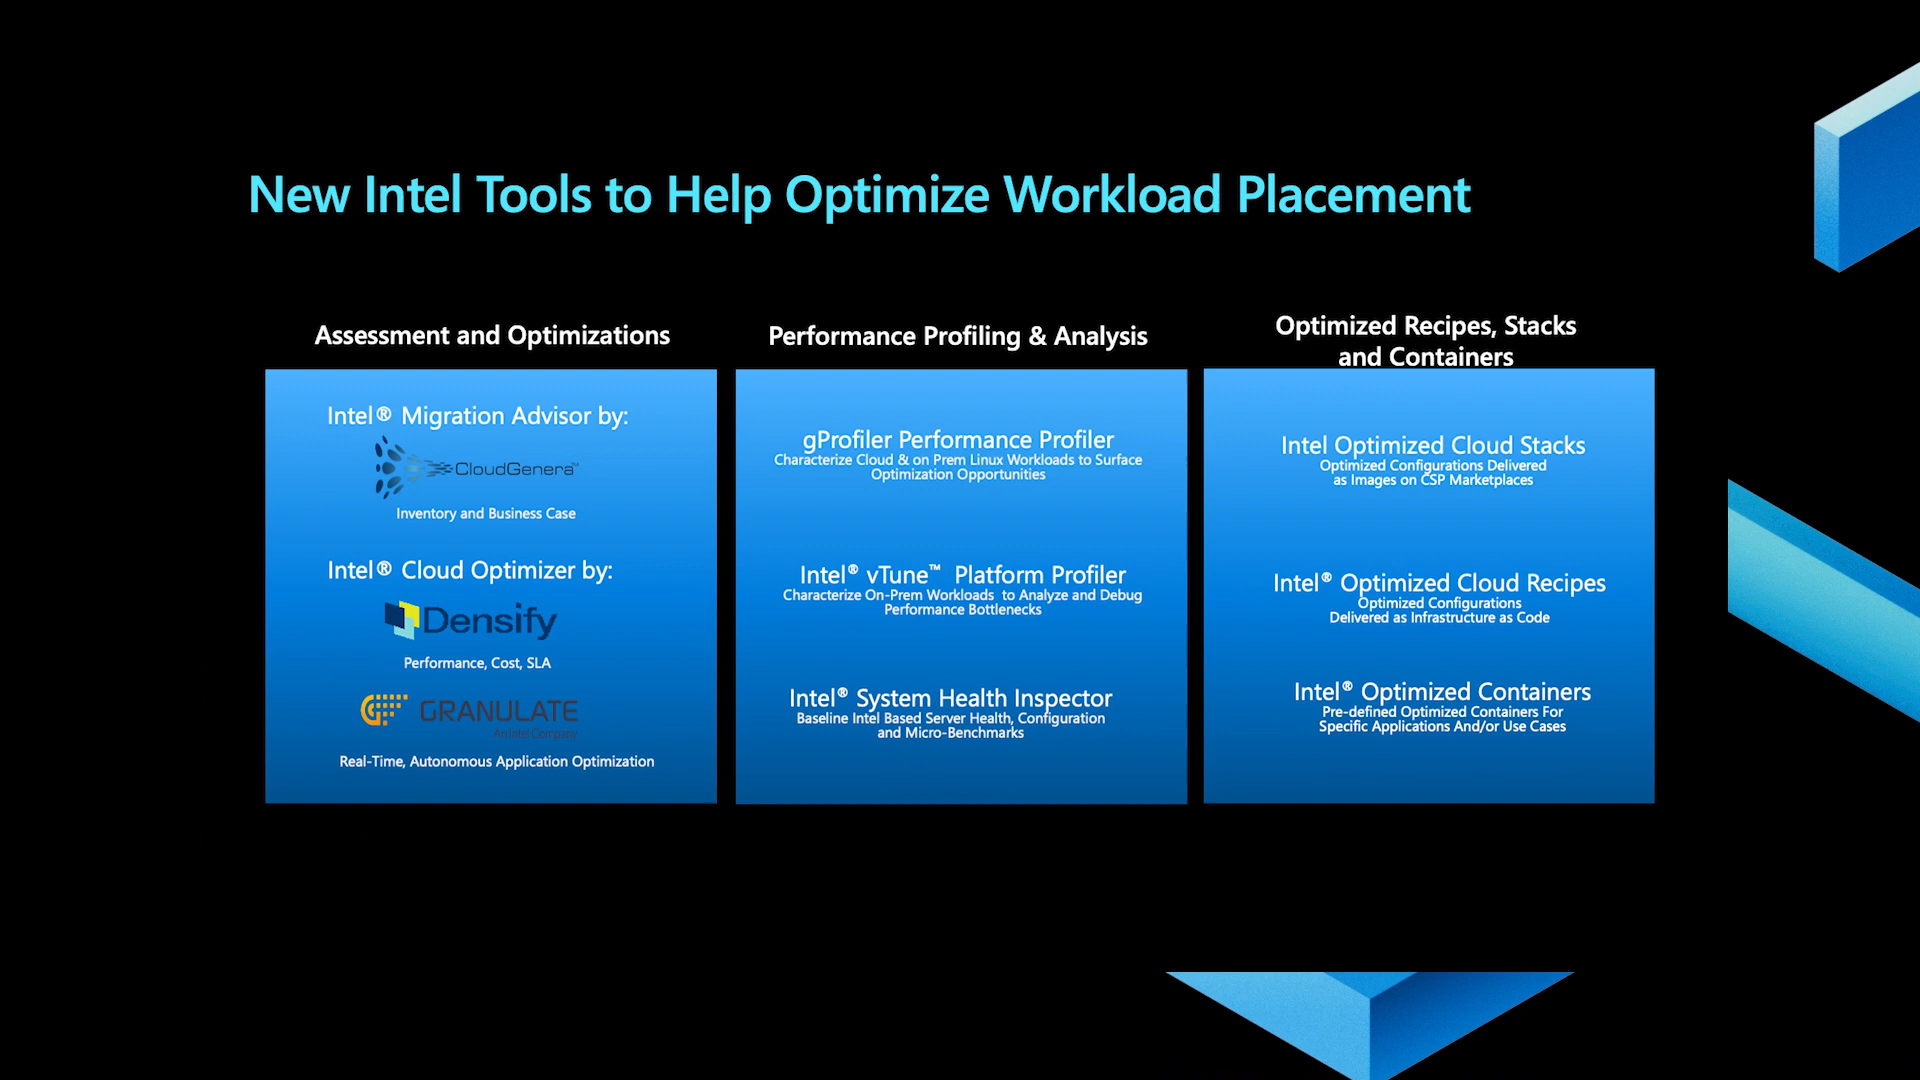 New Intel Tools to Help Optimize Workload Placement
Assessment and Optimizations
Intel® Migration Advisor by:
CloudGenera™
Inventory and Business Case
Intel® Cloud Optimizer by:
Densify
Performance, Cost, SLA
GRANULATE
An Intel Company
Real-Time, Autonomous Application Optimization
Performance Profiling & Analysis
gProfiler Performance Profiler
Characterize Cloud & on Prem Linux Workloads to Surface
Optimization Opportunities
Intel® vTune™ Platform Profiler
Characterize On-Prem Workloads to Analyze and Debug
Performance Bottlenecks
Intel® System Health Inspector
Baseline Intel Based Server Health, Configuration
and Micro-Benchmarks
Optimized Recipes, Stacks
and Containers
Intel Optimized Cloud Stacks
Optimized Configurations Delivered
as Images on CSP Marketplaces
Intel® Optimized Cloud Recipes
Optimized Configurations
Delivered as Infrastructure as Code
Intel® Optimized Containers
Pre-defined Optimized Containers For
Specific Applications And/or Use Cases